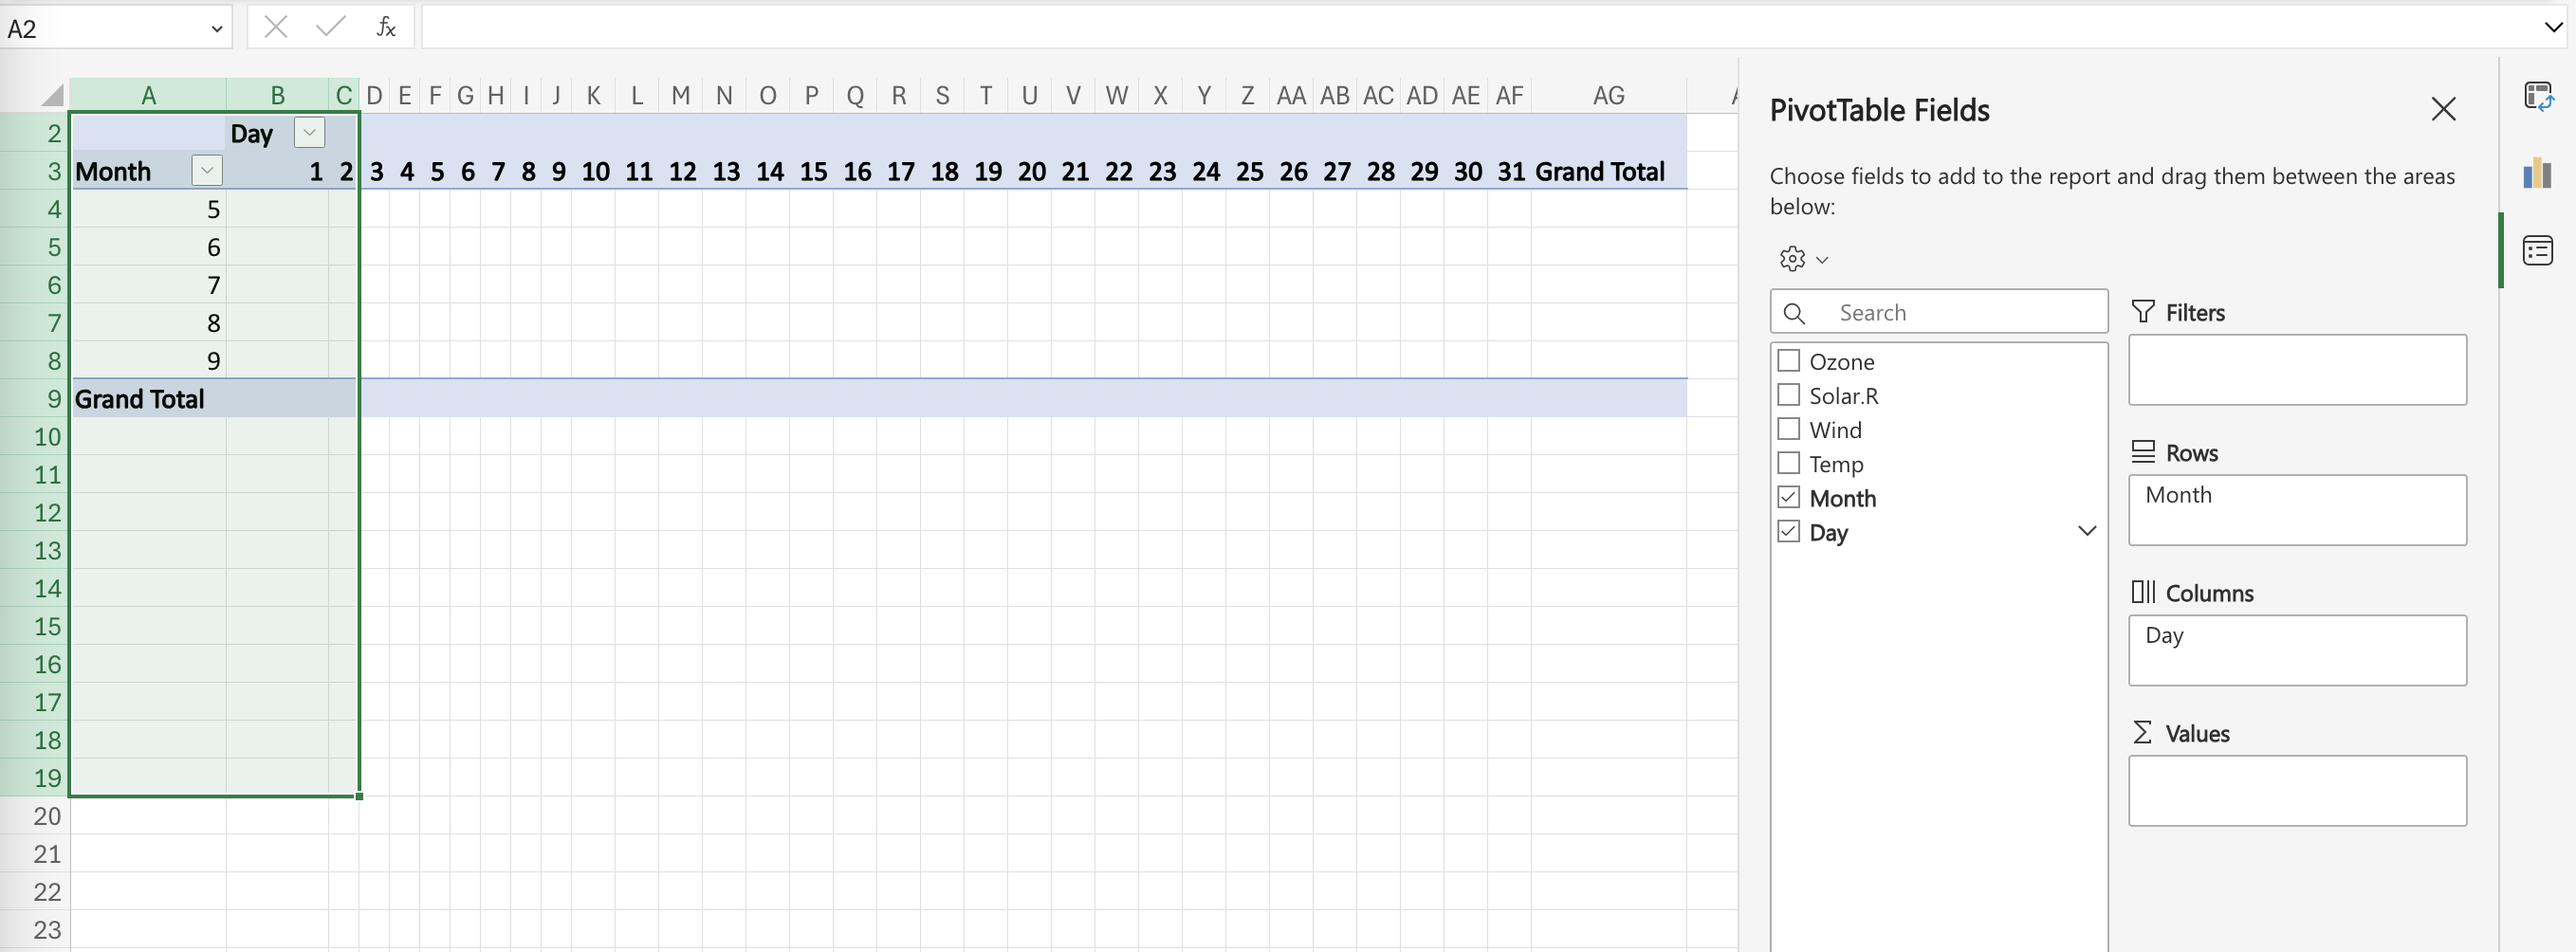 A2
fx
A B C D E F G H I J K L M N O P Q R S T U V W X Y Z AA AB AC AD AE AF AG
2 Day
3 Month 1 2 3 4 5 6 7 8 9 10 11 12 13 14 15 16 17 18 19 20 21 22 23 24 25 26 27 28 29 30 31 Grand Total
4 5
5 6
6 7
7 8
8 9
9 Grand Total
10
11
12
13
14
15
16
17
18
19
20
21
22
23
PivotTable Fields
Choose fields to add to the report and drag them between the areas
below:
Search
Ozone
Solar.R
Wind
Temp
Month
Day
Filters
Rows
Month
Columns
Day
Σ Values